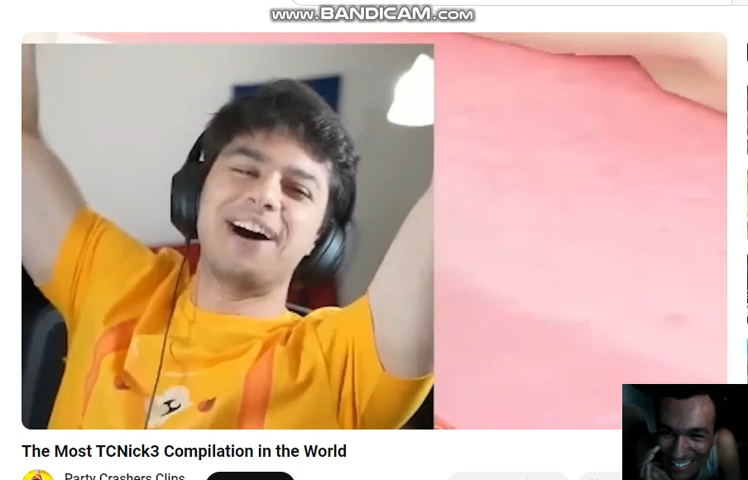 www.BANDICAM.com
The Most TCNick3 Compilation in the World
Party Crashers Clips